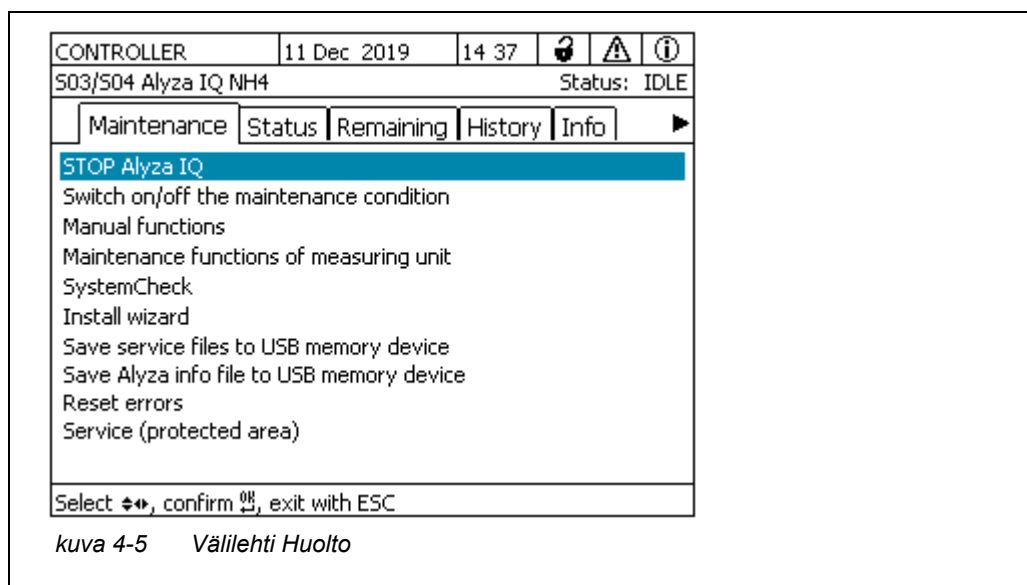 CONTROLLER 11 Dec 2019 14 37
S03/S04 Alyza IQ NH4 Status: IDLE
Maintenance Status Remaining History Info
STOP Alyza IQ
Switch on/off the maintenance condition
Manual functions
Maintenance functions of measuring unit
SystemCheck
Install wizard
Save service files to USB memory device
Save Alyza info file to USB memory device
Reset errors
Service (protected area)
Select , confirm OK, exit with ESC
kuva 4-5 Välilehti Huolto